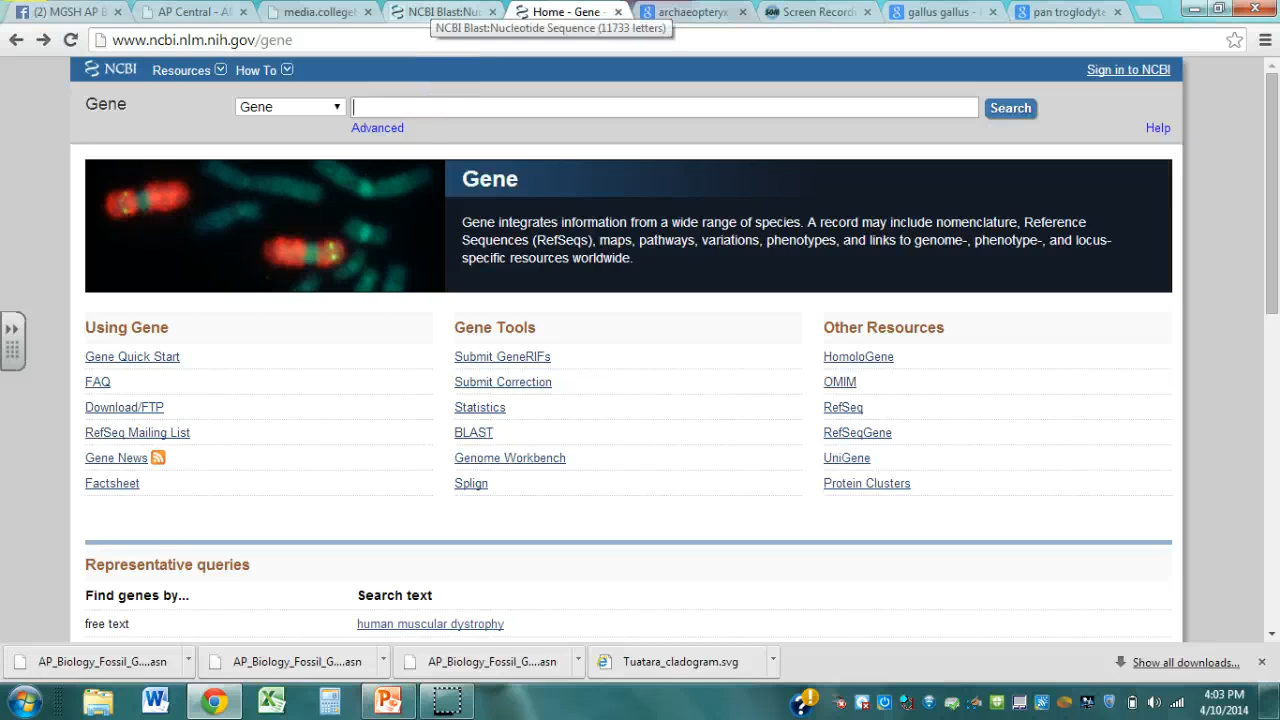 (2) MGSH AP B
AP Central - A
media.college
NCBI Blast:Nu
Home - Gene -
archaeopteryx
Screen Record
gallus gallus -
pan troglodyte
NCBI Blast:Nucleotide Sequence (11733 letters)
www.ncbi.nlm.nih.gov/gene
NCBI Resources How To Sign in to NCBI
Gene Gene Search
Advanced Help
Gene
Gene integrates information from a wide range of species. A record may include nomenclature, Reference
Sequences (RefSeqs), maps, pathways, variations, phenotypes, and links to genome-, phenotype-, and locus-
specific resources worldwide.
Using Gene
Gene Quick Start
FAQ
Download/FTP
RefSeq Mailing List
Gene News
Factsheet
Gene Tools
Submit GeneRIFs
Submit Correction
Statistics
BLAST
Genome Workbench
Splign
Other Resources
HomoloGene
OMIM
RefSeq
RefSeqGene
UniGene
Protein Clusters
Representative queries
Find genes by... Search text
free text human muscular dystrophy
AP_Biology_Fossil_G....asn
AP_Biology_Fossil_G....asn
AP_Biology_Fossil_G....asn
Tuatara_cladogram.svg
Show all downloads...
4:03 PM
4/10/2014